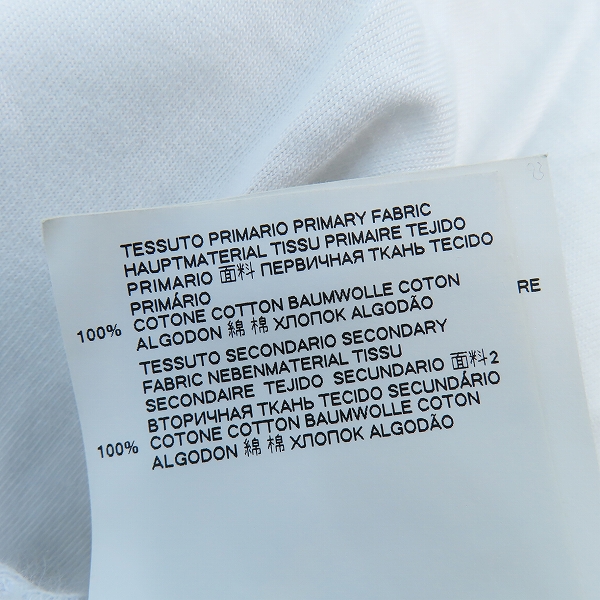 TESSUTO PRIMARIO PRIMARY FABRIC
HAUPTMATERIAL TISSU PRIMAIRE TEJIDO
PRIMARIO 面料 ПЕРВИЧНАЯ ТКАНЬ TECIDO
PRIMÁRIO
100% COTONE COTTON BAUMWOLLE COTON
ALGODON 綿 棉 ХЛОПОК ALGODÃO
RE
TESSUTO SECONDARIO SECONDARY
FABRIC NEBENMATERIAL TISSU
SECONDAIRE TEJIDO SECUNDARIO 面料2
ВТОРИЧНАЯ ТКАНЬ TECIDO SECUNDÁRIO
100% COTONE COTTON BAUMWOLLE COTON
ALGODON 綿 棉 ХЛОПОК ALGODÃO